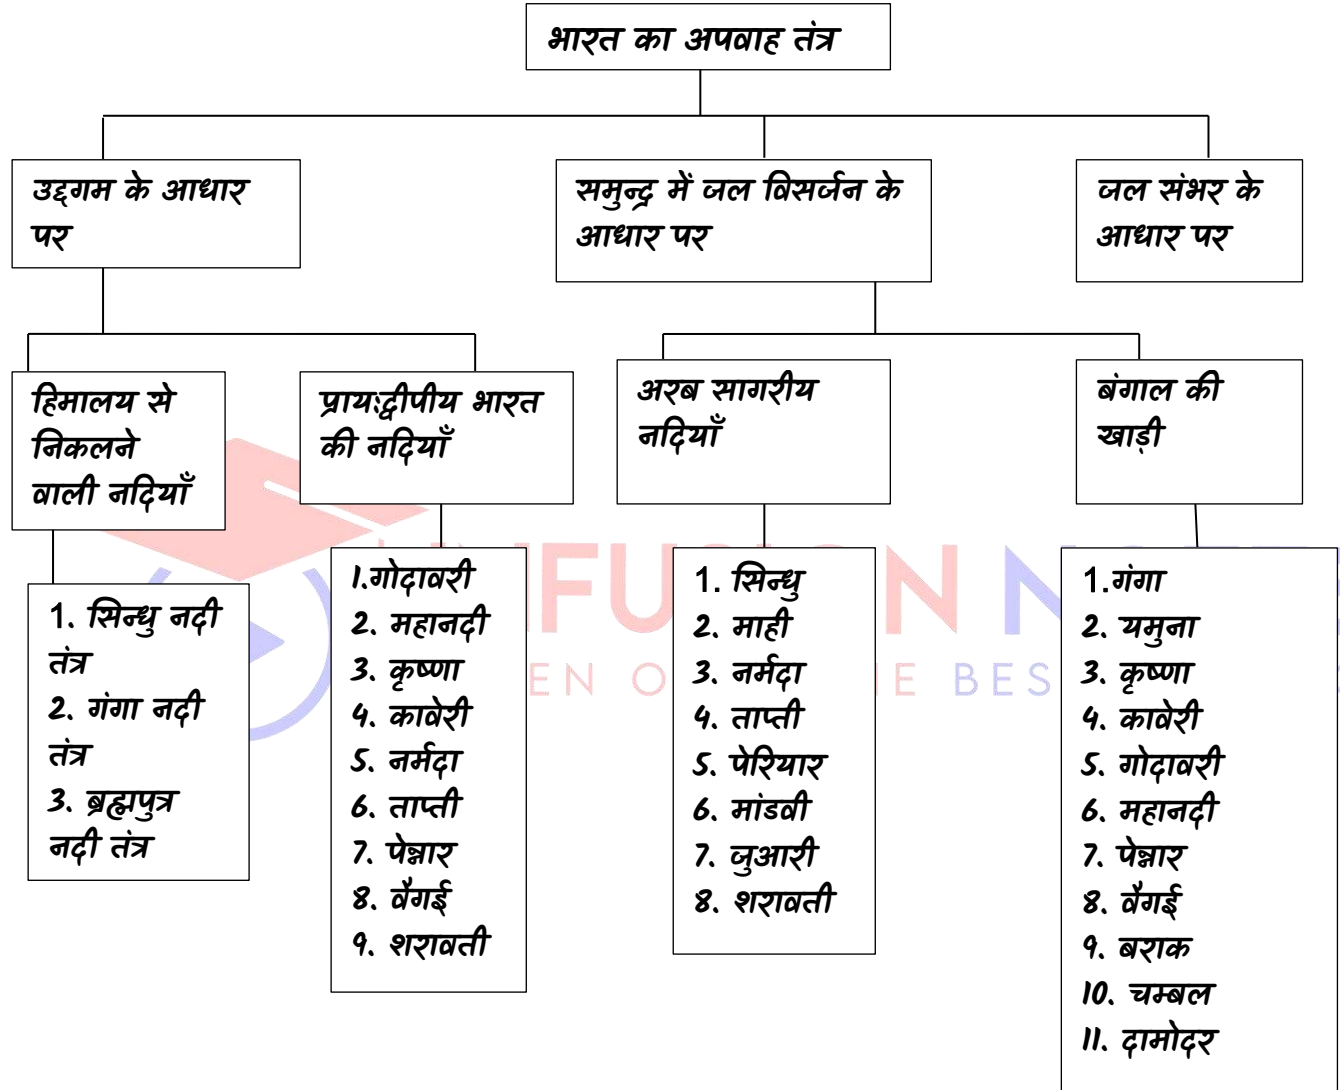 भारत का अपवाह तंत्र
उद्दगम के आधार
पर
समुन्द्र में जल विसर्जन के
आधार पर
जल संभर के
आधार पर
हिमालय से
निकलने
वाली नदियाँ
प्रायःद्वीपीय भारत
की नदियाँ
अरब सागरीय
नदियाँ
बंगाल की
खाड़ी
1. सिन्धु नदी
तंत्र
2. गंगा नदी
तंत्र
3. ब्रह्मपुत्र
नदी तंत्र
1.गोदावरी
2. महानदी
3. कृष्णा
4. कावेरी
5. नर्मदा
6. ताप्ती
7. पेन्नार
8. वैगई
9. शरावती
1. सिन्धु
2. माही
3. नर्मदा
4. ताप्ती
5. पेरियार
6. मांडवी
7. जुआरी
8. शरावती
1.गंगा
2. यमुना
3. कृष्णा
4. कावेरी
5. गोदावरी
6. महानदी
7. पेन्नार
8. वैगई
9. बराक
10. चम्बल
11. दामोदर